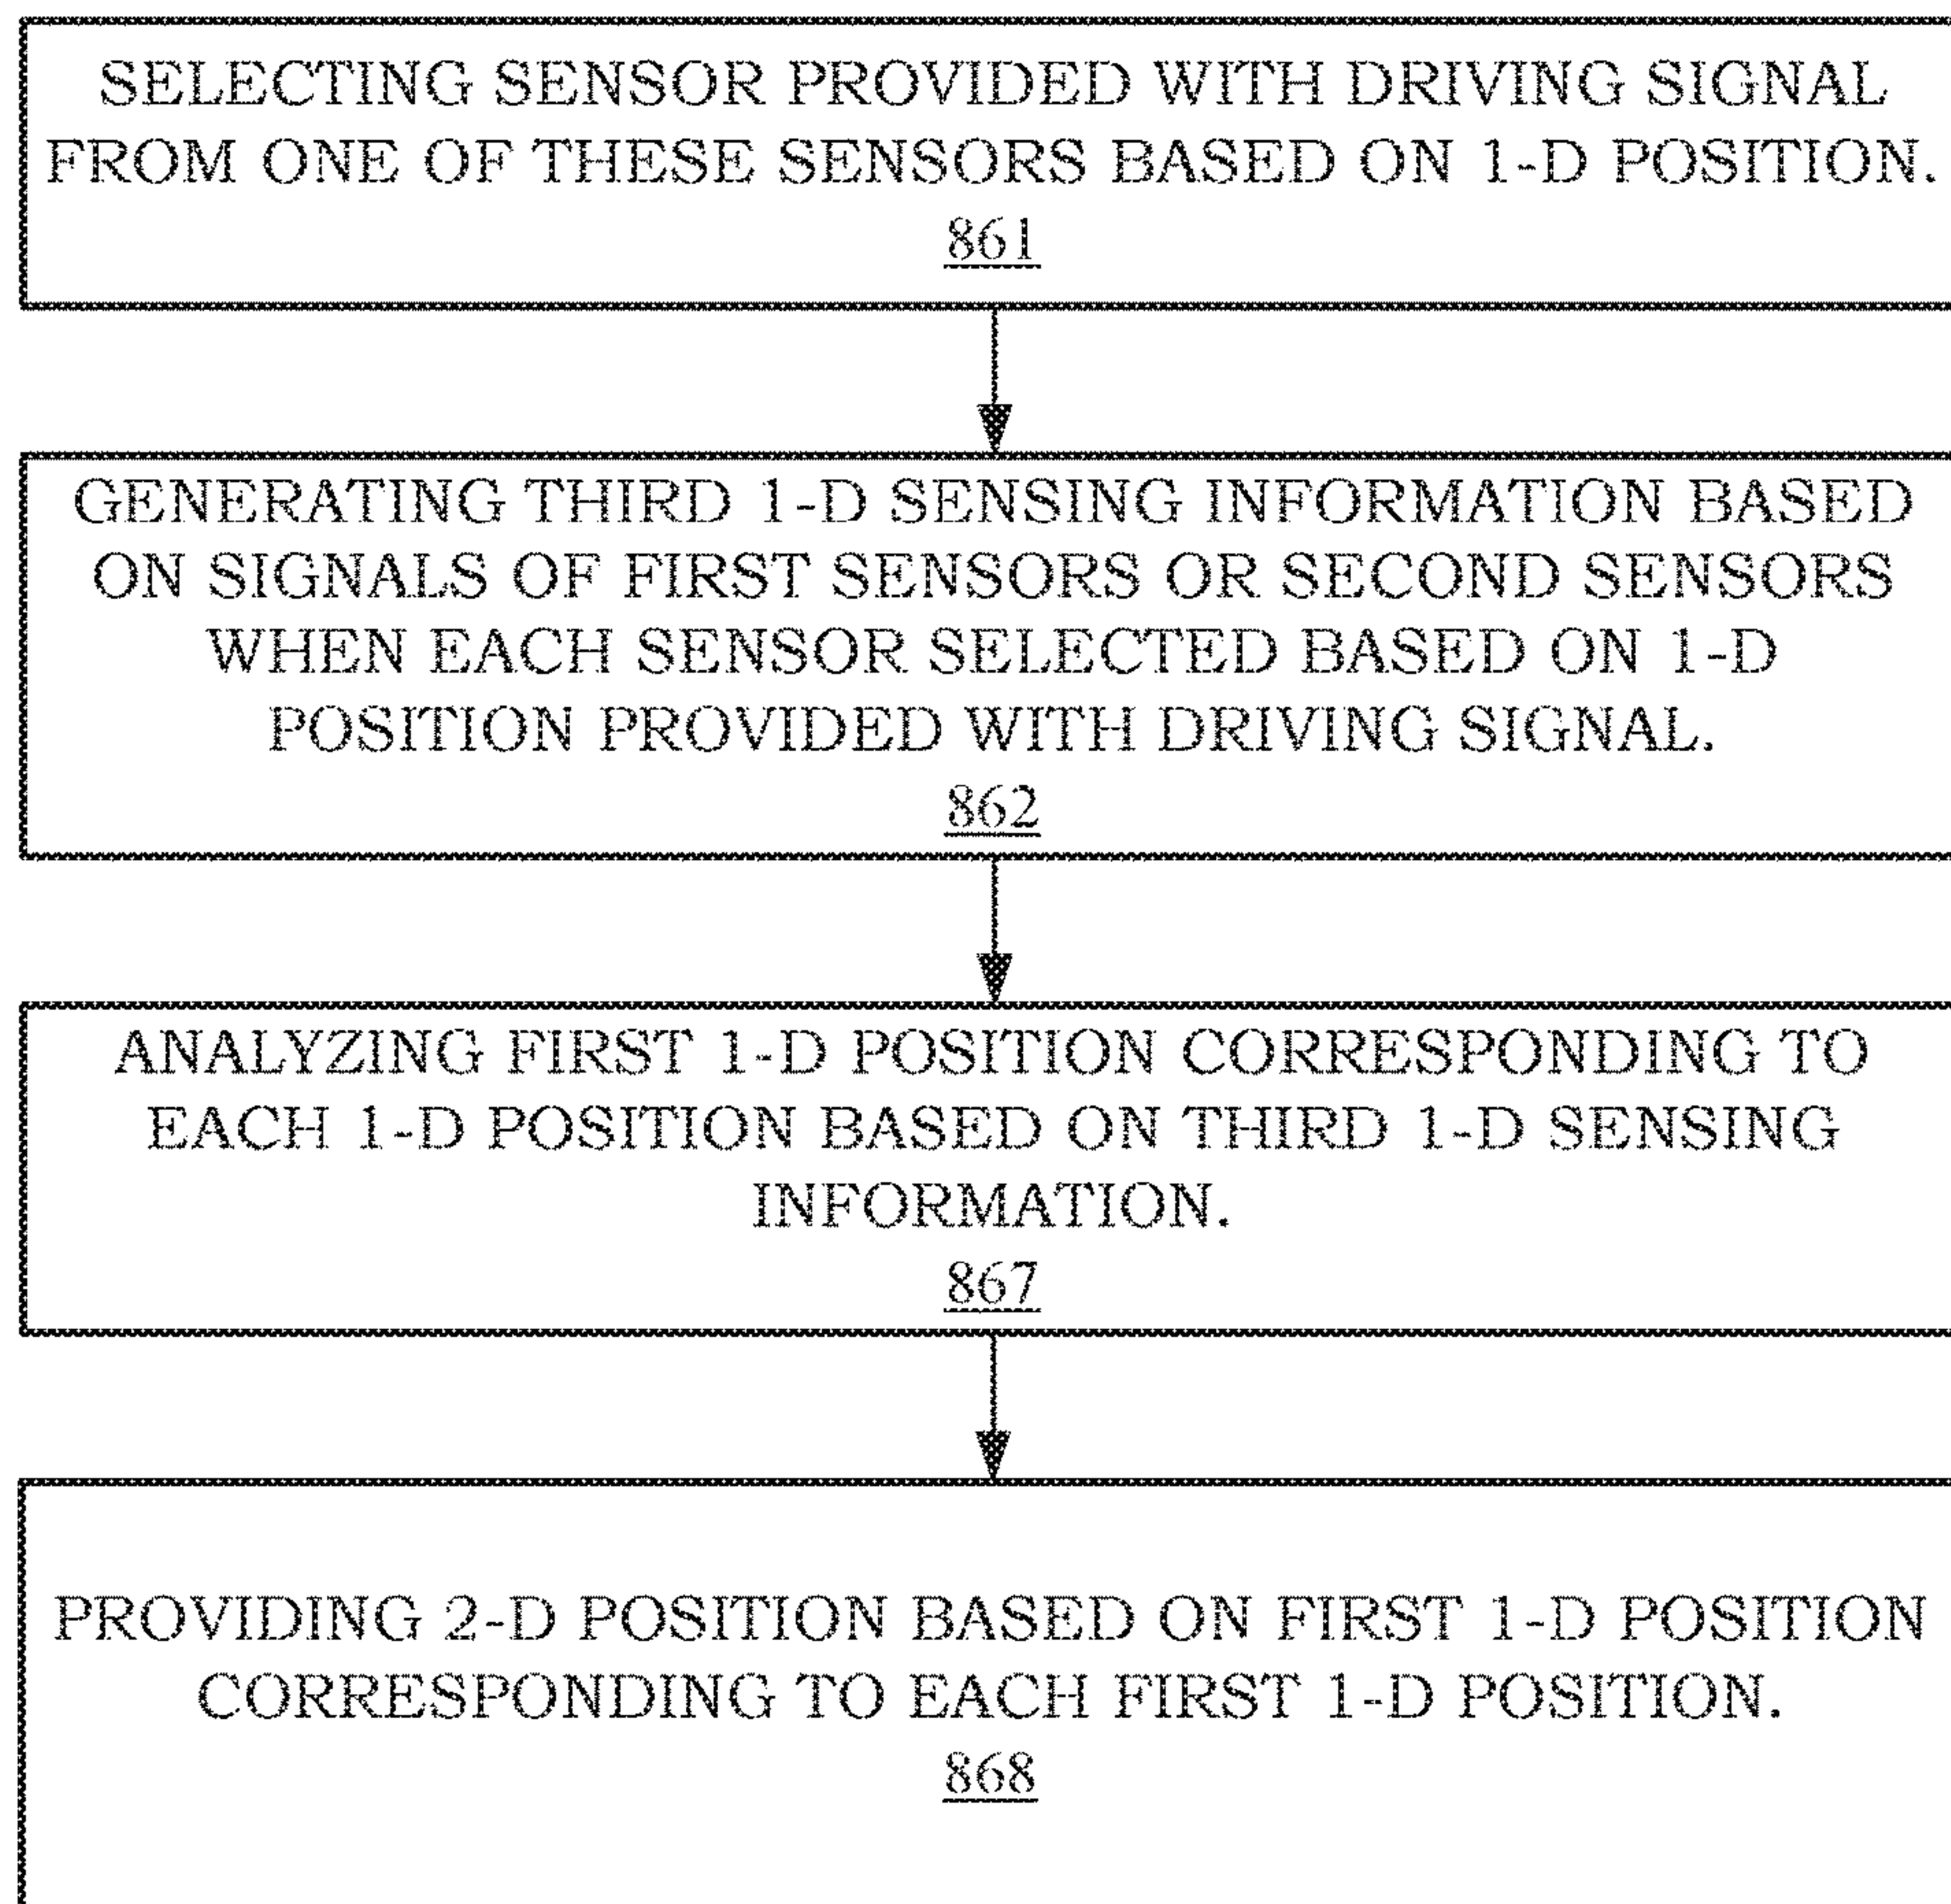 SELECTING SENSOR PROVIDED WITH DRIVING SIGNAL
FROM ONE OF THESE SENSORS BASED ON 1-D POSITION.
861
GENERATING THIRD 1-D SENSING INFORMATION BASED
ON SIGNALS OF FIRST SENSORS OR SECOND SENSORS
WHEN EACH SENSOR SELECTED BASED ON 1-D
POSITION PROVIDED WITH DRIVING SIGNAL.
862
ANALYZING FIRST 1-D POSITION CORRESPONDING TO
EACH 1-D POSITION BASED ON THIRD 1-D SENSING
INFORMATION.
867
PROVIDING 2-D POSITION BASED ON FIRST 1-D POSITION
CORRESPONDING TO EACH FIRST 1-D POSITION.
868